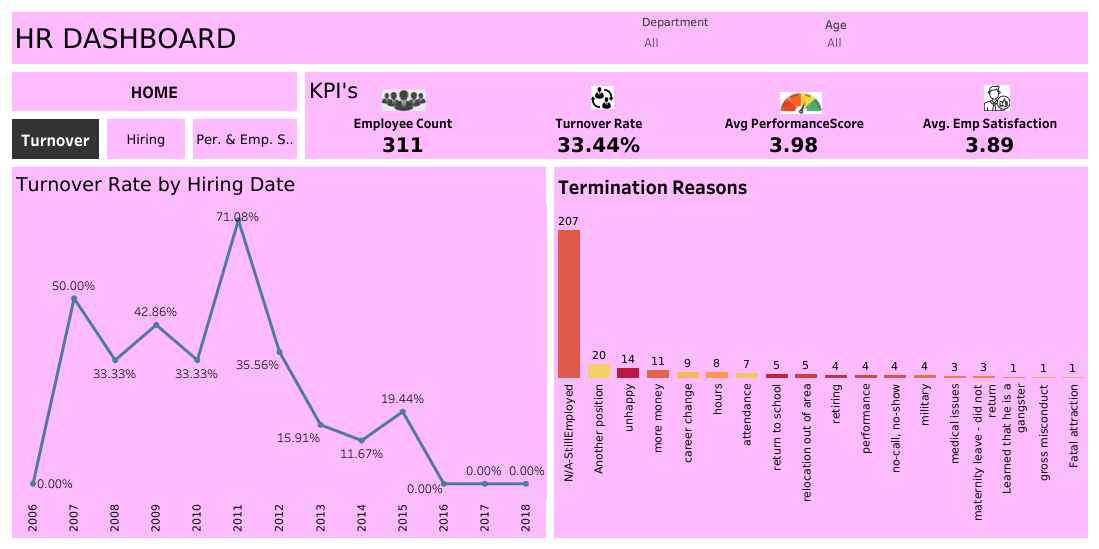 HR DASHBOARD
Department
All
Age
All
HOME
Turnover
Hiring
Per. & Emp. S..
KPI's
Employee Count
311
Turnover Rate
33.44%
Avg PerformanceScore
3.98
Avg. Emp Satisfaction
3.89
Turnover Rate by Hiring Date
0.00%
50.00%
33.33%
42.86%
33.33%
71.08%
35.56%
15.91%
11.67%
19.44%
0.00%
0.00%
0.00%
2006
2007
2008
2009
2010
2011
2012
2013
2014
2015
2016
2017
2018
Termination Reasons
207
20
14
11
9
8
7
5
5
4
4
4
4
3
3
1
1
1
N/A-StillEmployed
Another position
unhappy
more money
career change
hours
attendance
return to school
relocation out of area
retiring
performance
no-call, no-show
military
medical issues
maternity leave - did not
return
Learned that he is a
gangster
gross misconduct
Fatal attraction